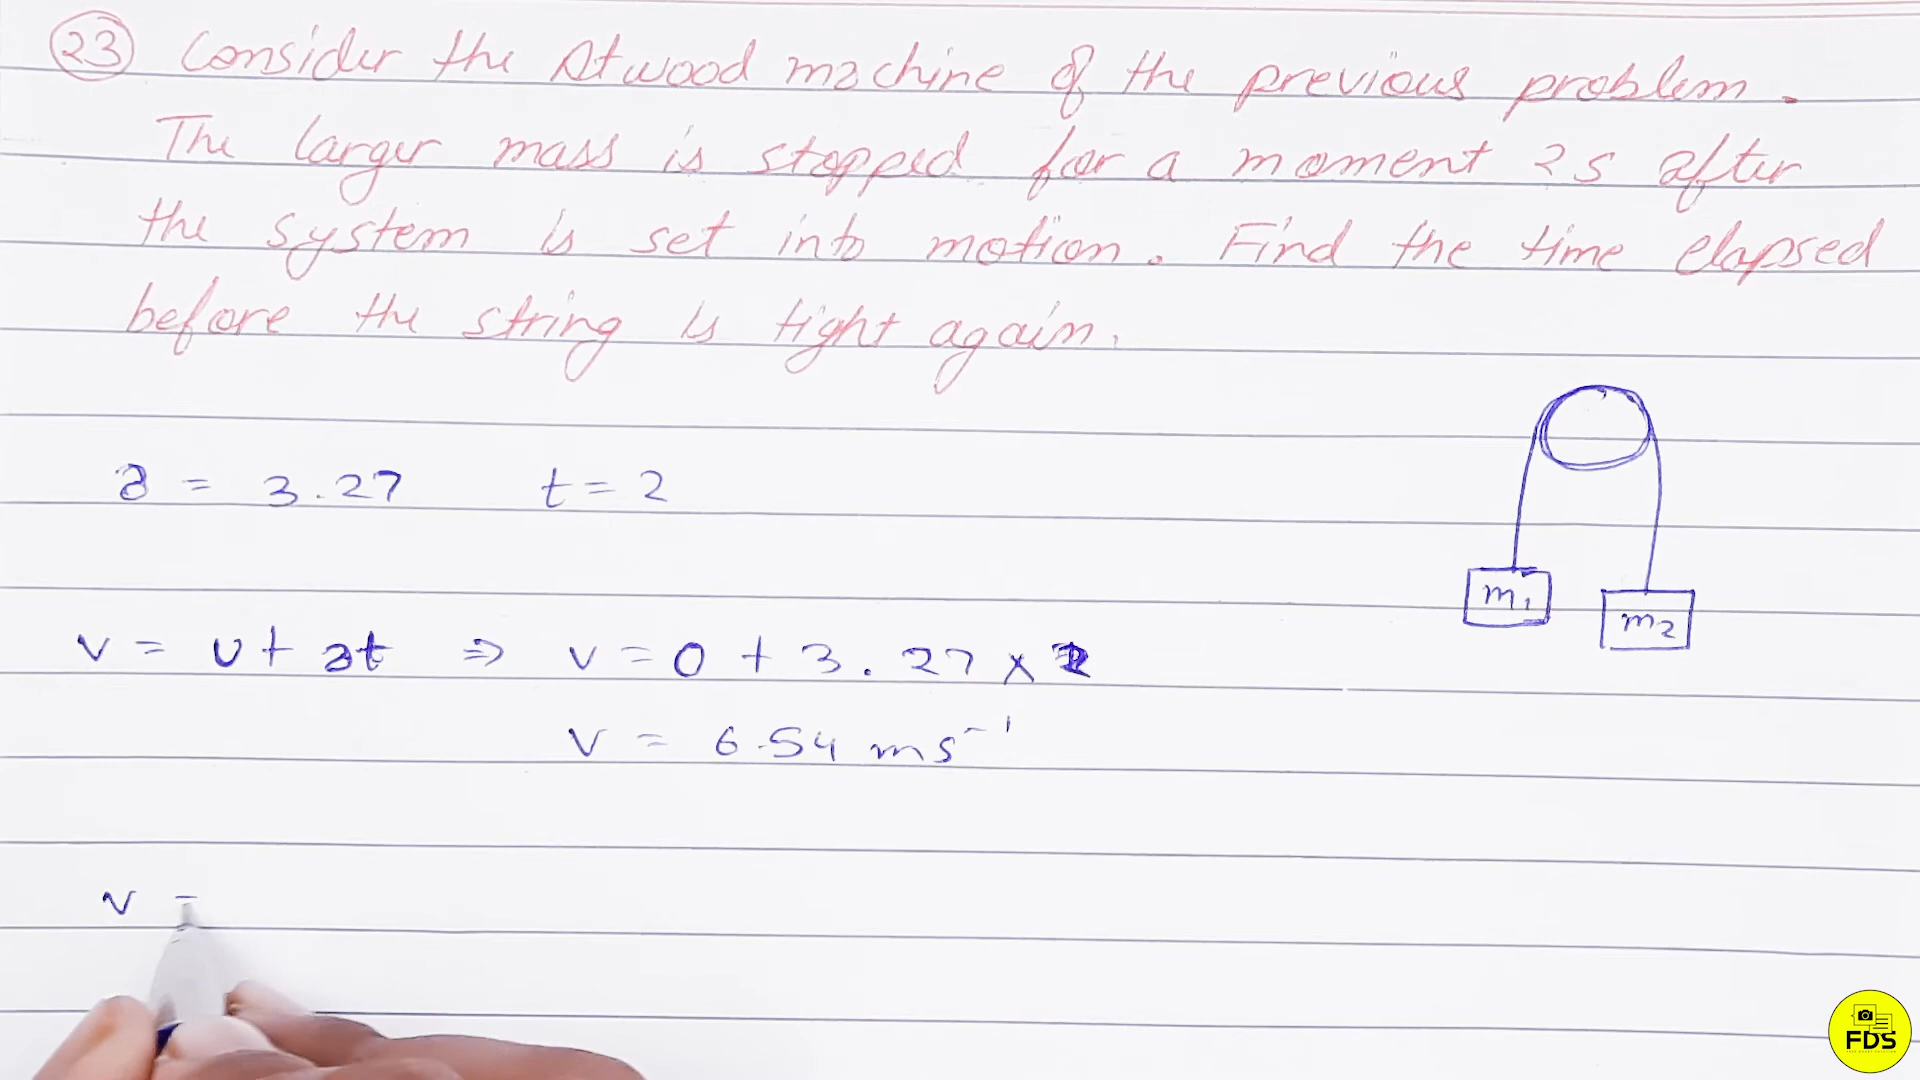 23 Consider the Atwood machine of the previous problem.
The larger mass is stopped for a moment 2s after
the system is set into motion. Find the time elapsed
before the string is tight again.
a = 3.27 t = 2
v = u + at ⇒ v = 0 + 3.27 × 2
v = 6.54 ms⁻¹
m₁
m₂
v =
FDS